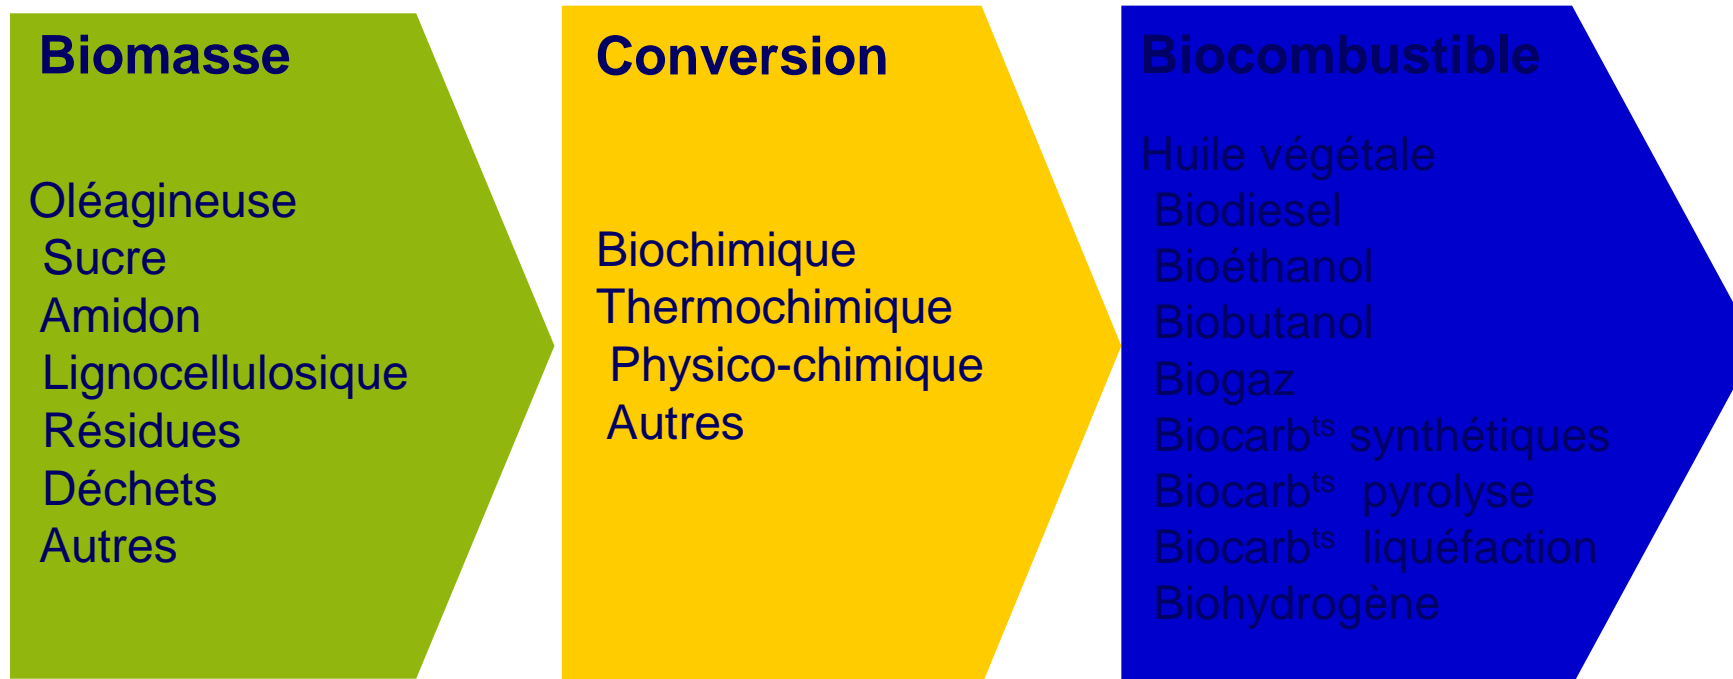 Biomasse
Oléagineuse
Sucre
Amidon
Lignocellulosique
Résidues
Déchets
Autres
Conversion
Biochimique
Thermochimique
Physico-chimique
Autres
Biocombustible
Huile végétale
Biodiesel
Bioéthanol
Biobutanol
Biogaz
Biocarbᵗˢ synthétiques
Biocarbᵗˢ pyrolyse
Biocarbᵗˢ liquéfaction
Biohydrogène